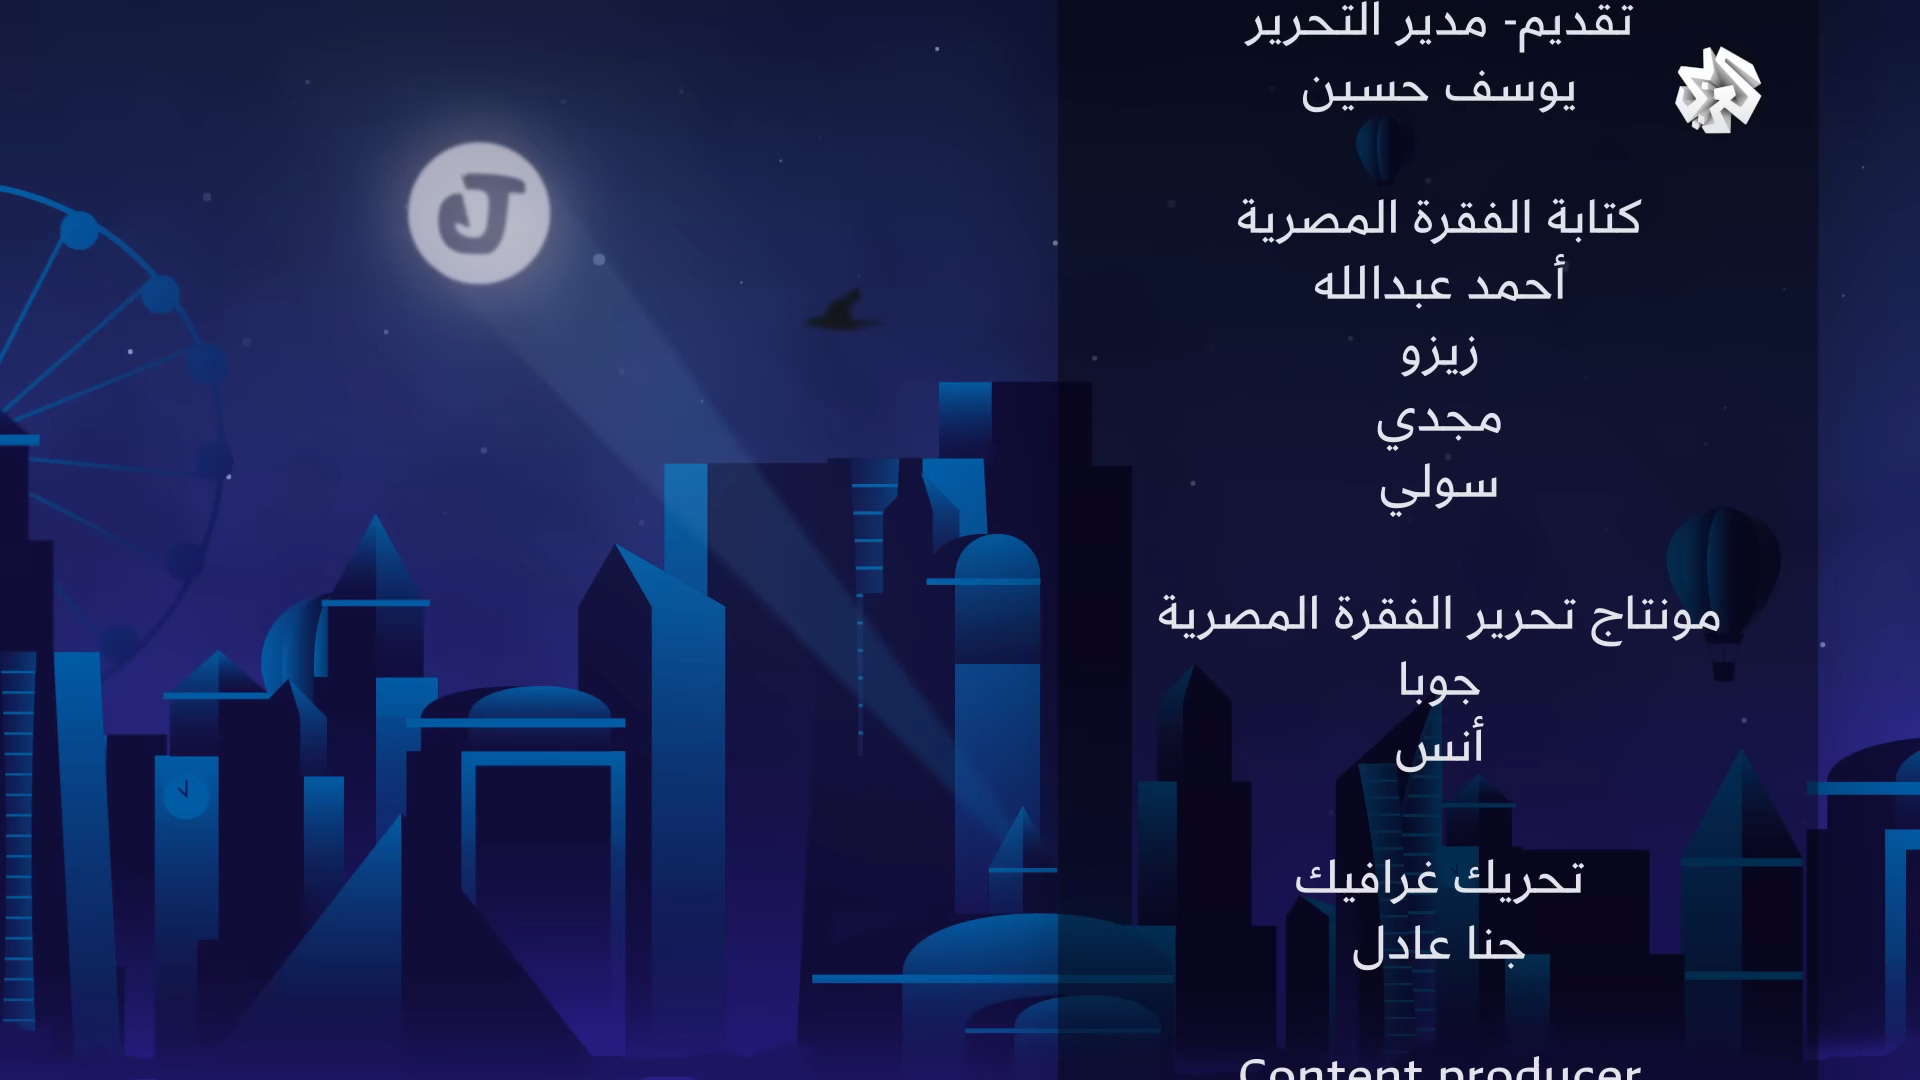 تقديم- مدير التحرير
يوسف حسين
كتابة الفقرة المصرية
أحمد عبدالله
زيزو
مجدي
سولي
مونتاج تحرير الفقرة المصرية
جوبا
أنس
تحريك غرافيك
جنا عادل
Content producer